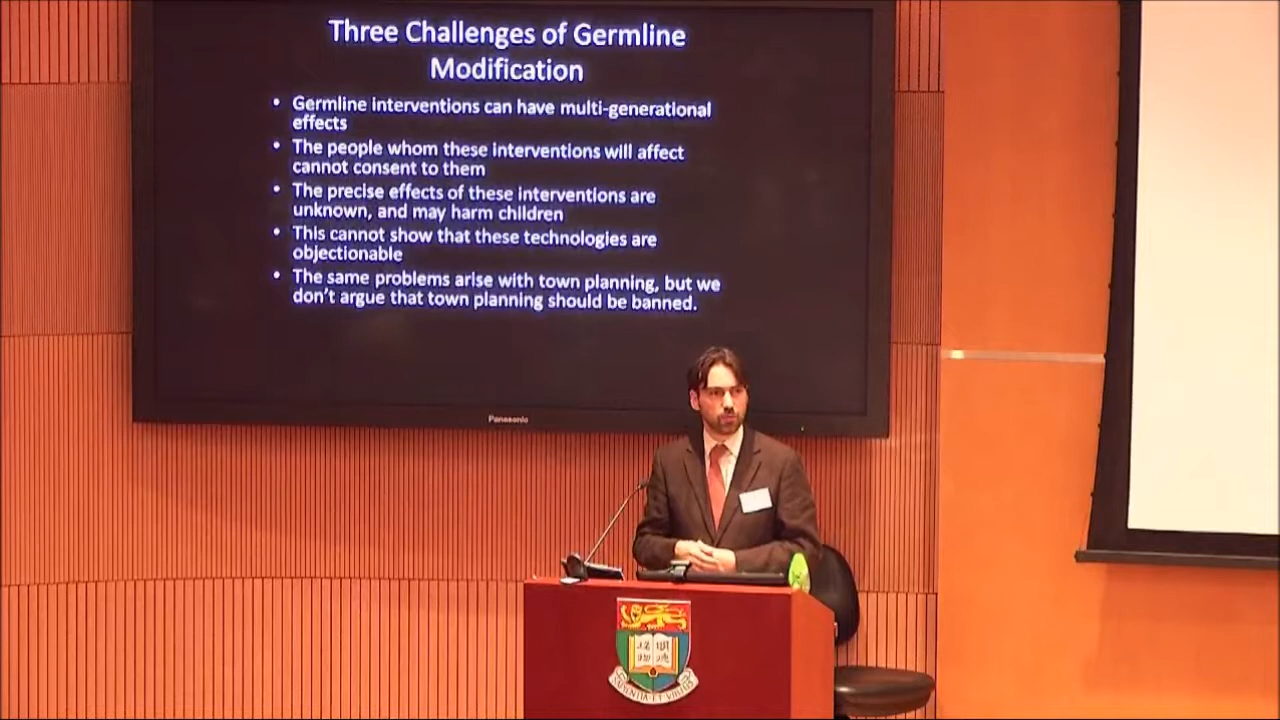 Three Challenges of Germline
Modification
• Germline interventions can have multi-generational
effects
• The people whom these interventions will affect
cannot consent to them
• The precise effects of these interventions are
unknown, and may harm children
• This cannot show that these technologies are
objectionable
• The same problems arise with town planning, but we
don't argue that town planning should be banned.
Panasonic
SAPIENTIA ET VIRTUS